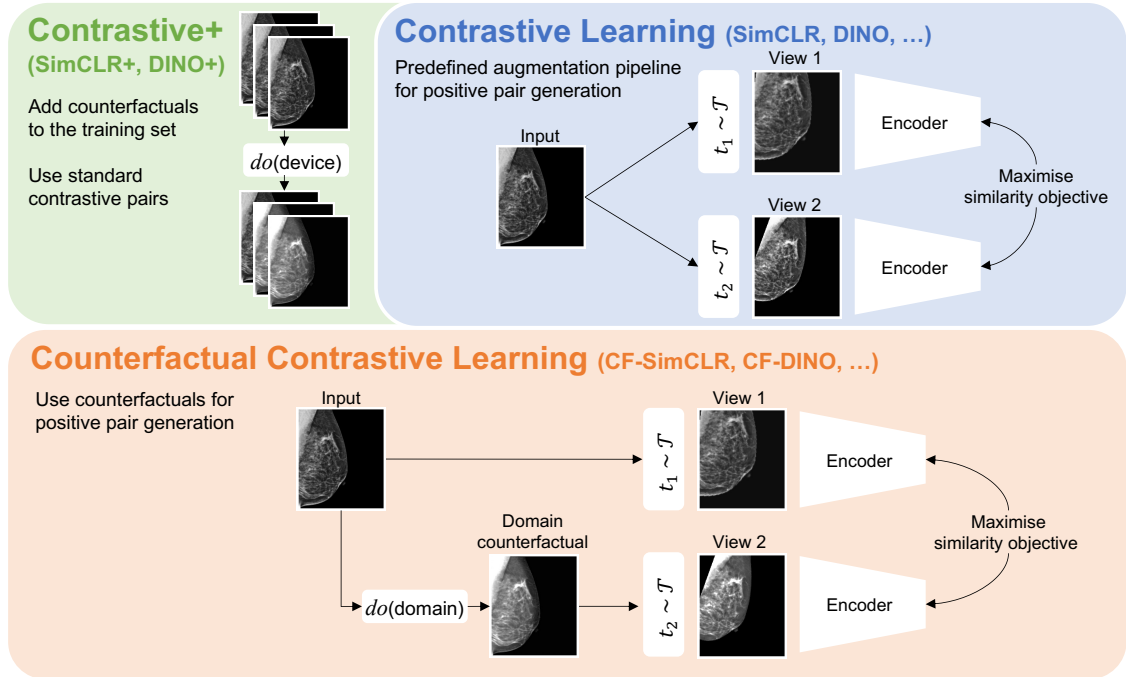 Contrastive+
(SimCLR+, DINO+)
Add counterfactuals
to the training set
do(device)
Use standard
contrastive pairs
Contrastive Learning (SimCLR, DINO, …)
Predefined augmentation pipeline
for positive pair generation
Input
t₁ ~ 𝒯
View 1
Encoder
t₂ ~ 𝒯
View 2
Encoder
Maximise
similarity objective
Counterfactual Contrastive Learning (CF-SimCLR, CF-DINO, …)
Use counterfactuals for
positive pair generation
Input
t₁ ~ 𝒯
View 1
Encoder
do(domain)
Domain
counterfactual
t₂ ~ 𝒯
View 2
Encoder
Maximise
similarity objective